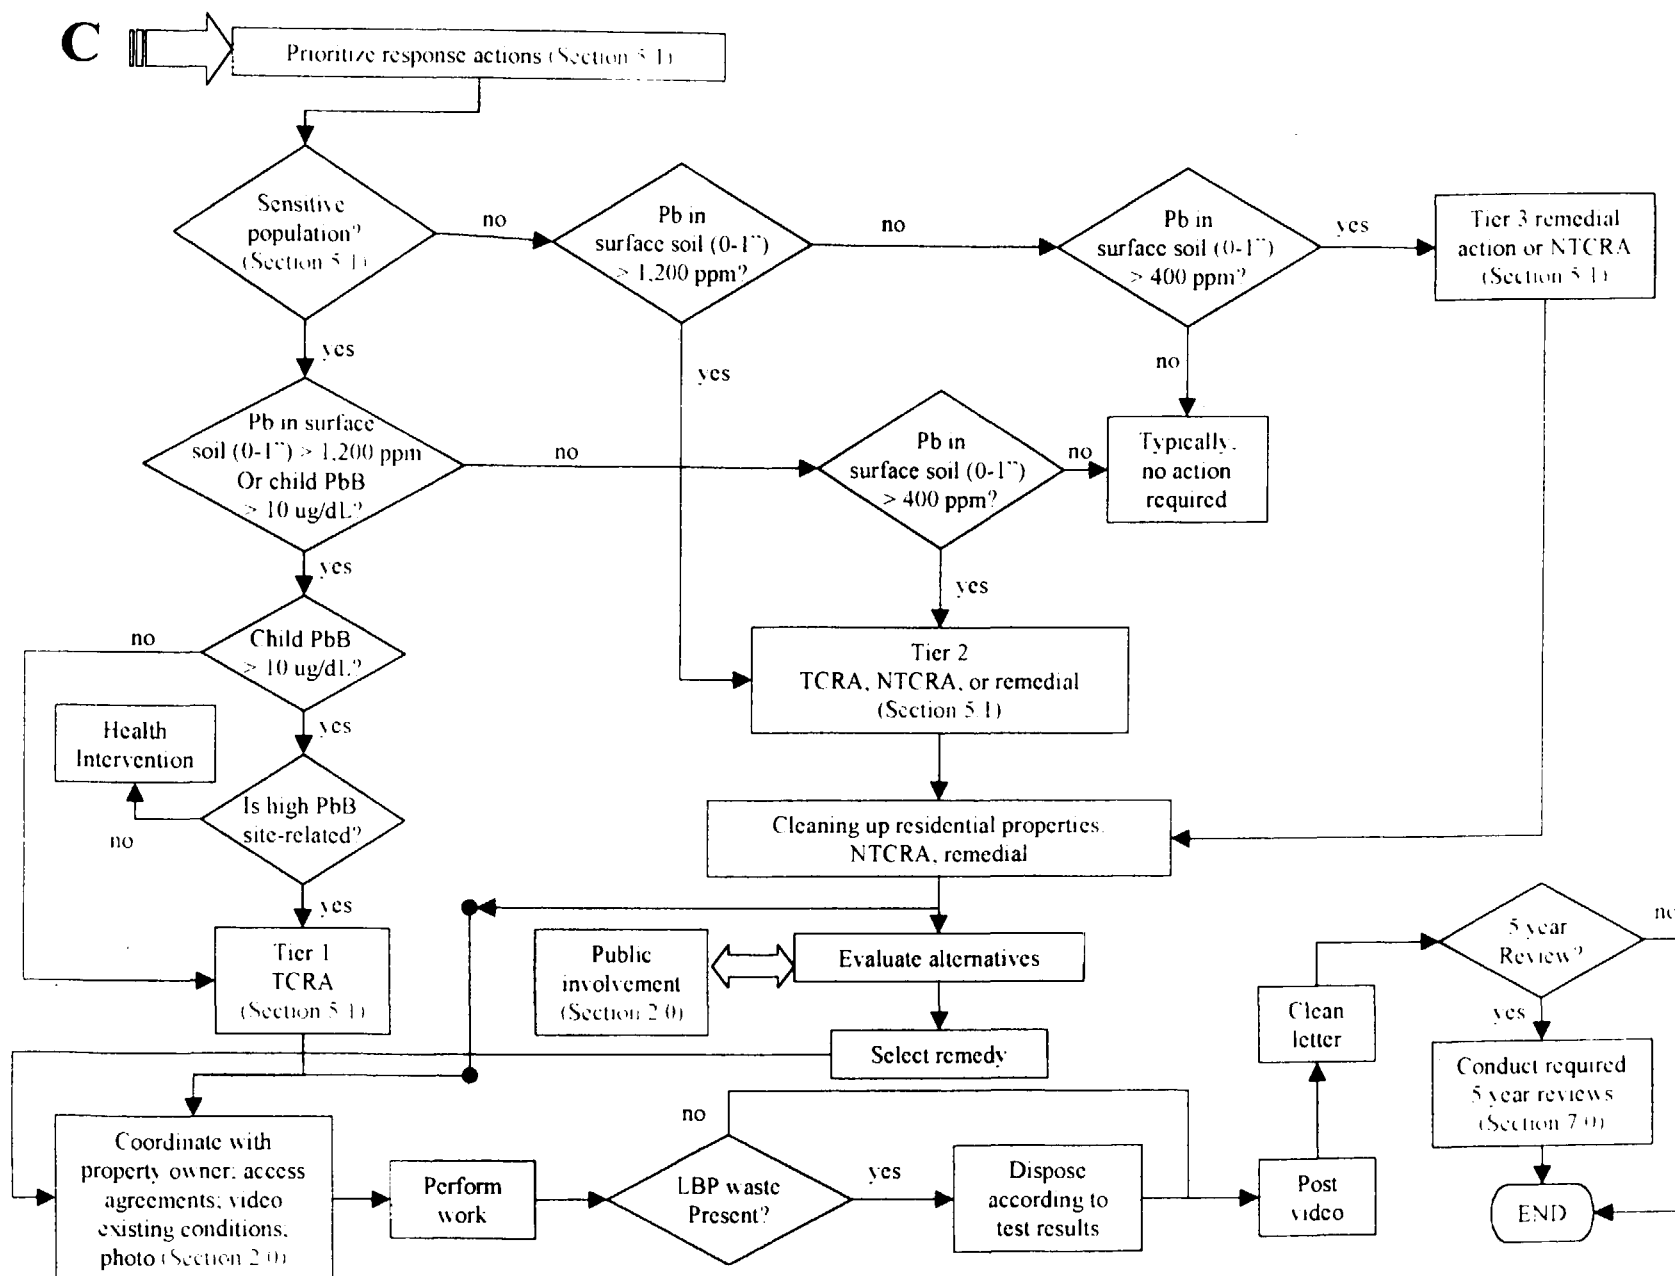 C
Prioritize response actions (Section 5.1)
Sensitive
population?
(Section 5.1)
no
Pb in
surface soil (0-1")
> 1,200 ppm?
no
Pb in
surface soil (0-1")
> 400 ppm?
yes
Tier 3 remedial
action or NTCRA
(Section 5.1)
yes
yes
no
Pb in surface
soil (0-1") > 1,200 ppm
Or child PbB
> 10 ug/dL?
no
Pb in
surface soil (0-1")
> 400 ppm?
no
Typically,
no action
required
yes
yes
no
Child PbB
> 10 ug/dL?
Tier 2
TCRA, NTCRA, or remedial
(Section 5.1)
yes
Health
Intervention
no
Is high PbB
site-related?
Cleaning up residential properties,
NTCRA, remedial
yes
Tier 1
TCRA
(Section 5.1)
Public
involvement
(Section 2.0)
Evaluate alternatives
Select remedy
5 year
Review?
no
yes
Clean
letter
Conduct required
5 year reviews
(Section 7.0)
Coordinate with
property owner; access
agreements; video
existing conditions,
photo (Section 2.0)
Perform
work
no
LBP waste
Present?
yes
Dispose
according to
test results
Post
video
END